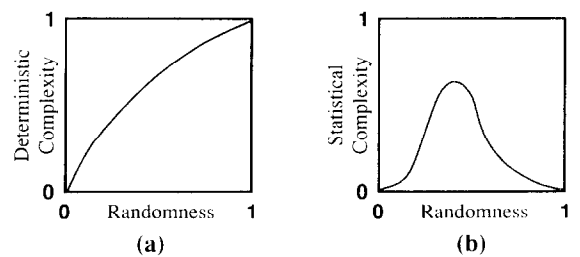 1
Deterministic
Complexity
0
0 Randomness 1
(a)
1
Statistical
Complexity
0
0 Randomness 1
(b)